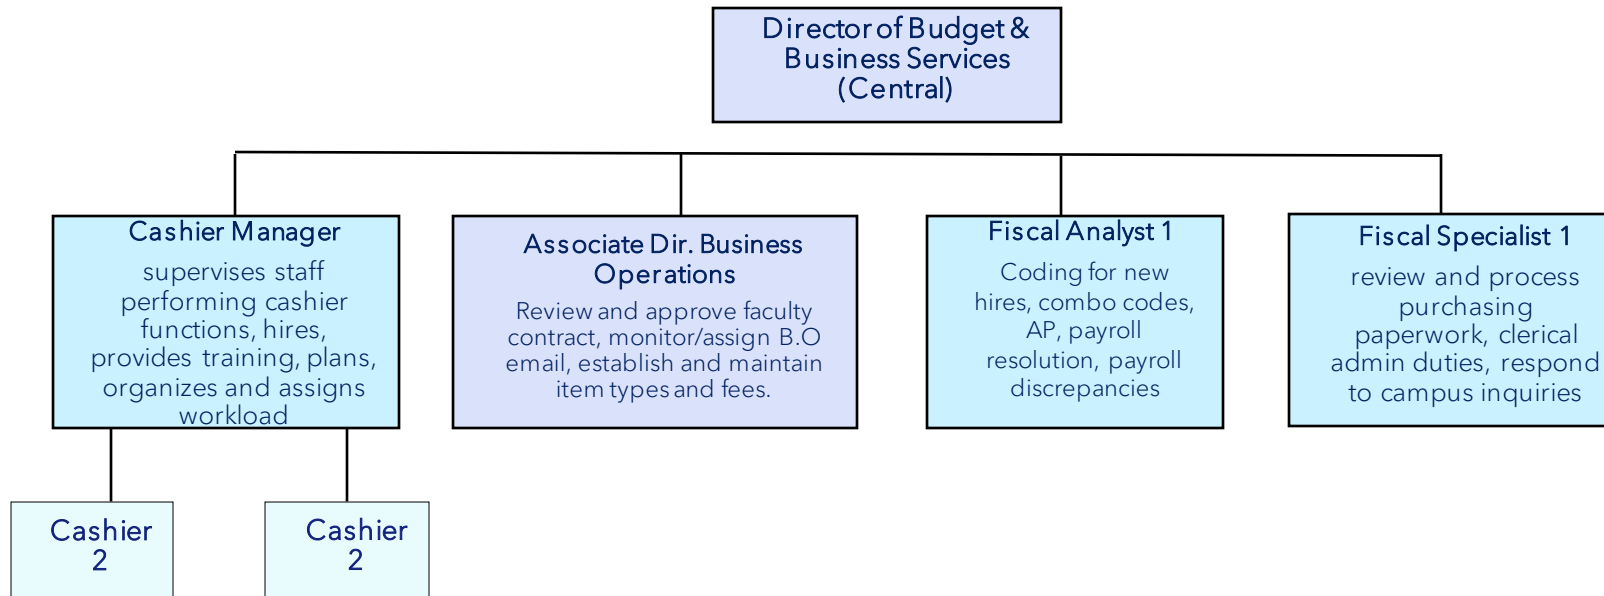 Director of Budget &
Business Services
(Central)
Cashier Manager
supervises staff
performing cashier
functions, hires,
provides training, plans,
organizes and assigns
workload
Associate Dir. Business
Operations
Review and approve faculty
contract, monitor/assign B.O
email, establish and maintain
item types and fees.
Fiscal Analyst 1
Coding for new
hires, combo codes,
AP, payroll
resolution, payroll
discrepancies
Fiscal Specialist 1
review and process
purchasing
paperwork, clerical
admin duties, respond
to campus inquiries
Cashier
2
Cashier
2